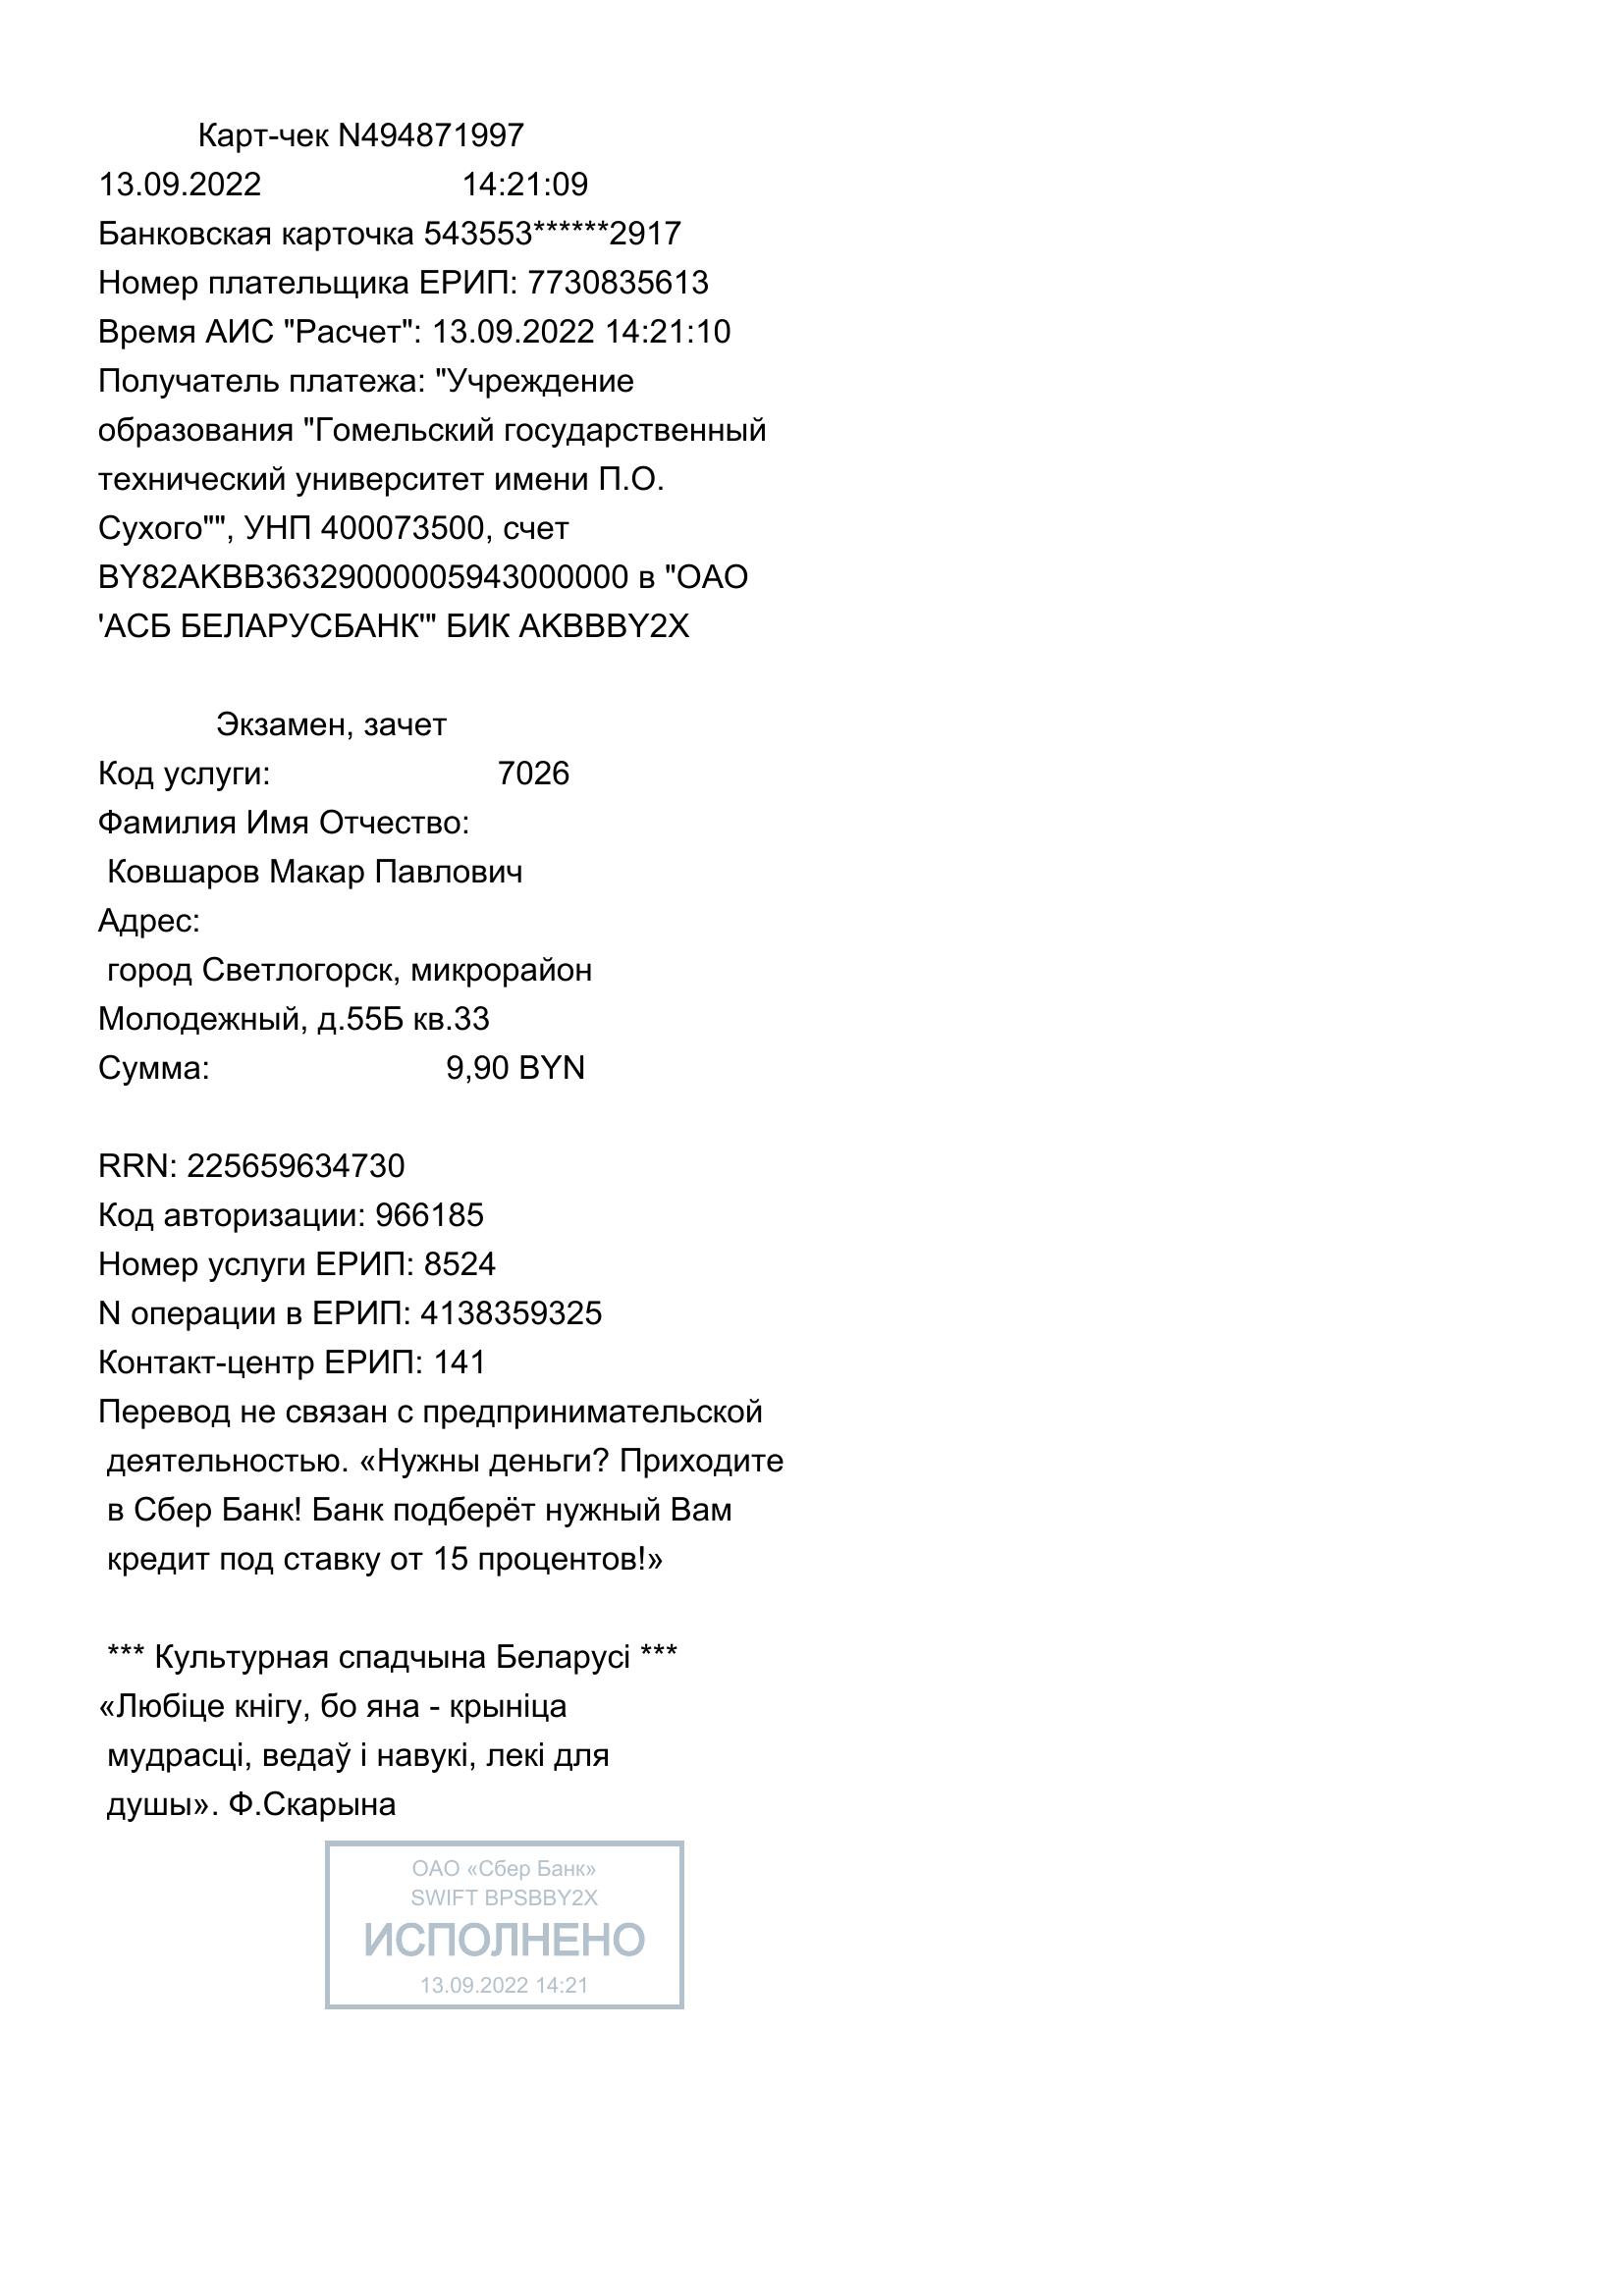 Карт-чек N494871997
13.09.2022 14:21:09
Банковская карточка 543553******2917
Номер плательщика ЕРИП: 7730835613
Время АИС "Расчет": 13.09.2022 14:21:10
Получатель платежа: "Учреждение
образования "Гомельский государственный
технический университет имени П.О.
Сухого"", УНП 400073500, счет
BY82AKBB36329000005943000000 в "ОАО
'АСБ БЕЛАРУСБАНК'" БИК AKBBBY2X
Экзамен, зачет
Код услуги: 7026
Фамилия Имя Отчество:
Ковшаров Макар Павлович
Адрес:
город Светлогорск, микрорайон
Молодежный, д.55Б кв.33
Сумма: 9,90 BYN
RRN: 225659634730
Код авторизации: 966185
Номер услуги ЕРИП: 8524
N операции в ЕРИП: 4138359325
Контакт-центр ЕРИП: 141
Перевод не связан с предпринимательской
деятельностью. «Нужны деньги? Приходите
в Сбер Банк! Банк подберёт нужный Вам
кредит под ставку от 15 процентов!»
*** Культурная спадчына Беларусі ***
«Любіце кнігу, бо яна - крыніца
мудрасці, ведаў і навукі, лекі для
душы». Ф.Скарына
ОАО «Сбер Банк»
SWIFT BPSBBY2X
ИСПОЛНЕНО
13.09.2022 14:21